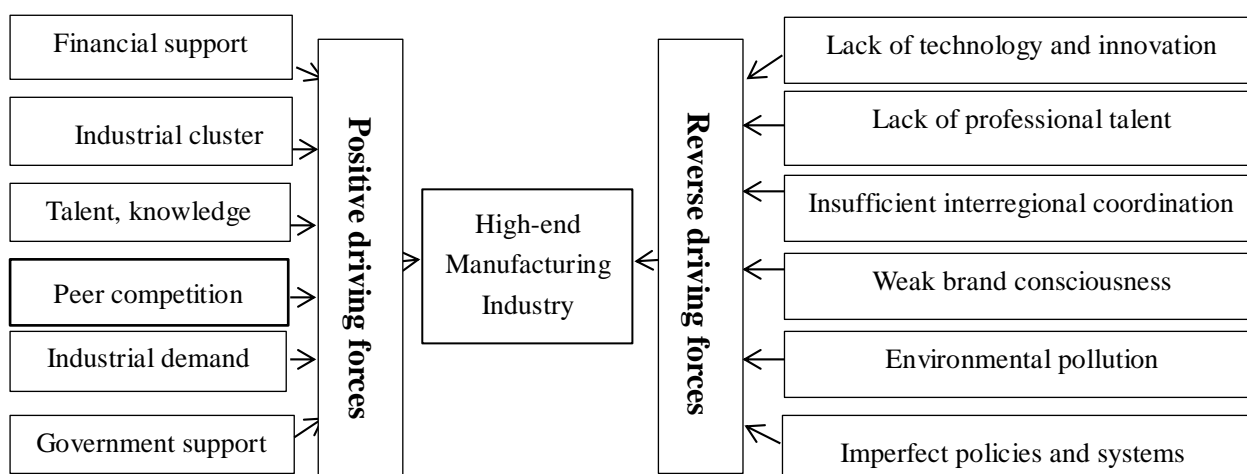 Financial support
Industrial cluster
Talent, knowledge
Peer competition
Industrial demand
Government support
Positive driving forces
High-end
Manufacturing
Industry
Reverse driving forces
Lack of technology and innovation
Lack of professional talent
Insufficient interregional coordination
Weak brand consciousness
Environmental pollution
Imperfect policies and systems